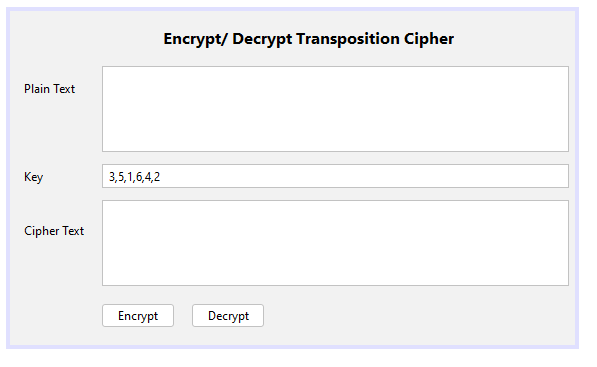 Encrypt/ Decrypt Transposition Cipher
Plain Text
Key 3,5,1,6,4,2
Cipher Text
Encrypt Decrypt